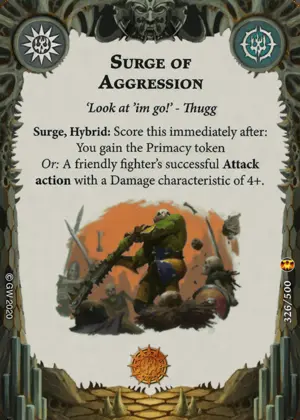 SURGE OF
AGGRESSION
‘Look at ’im go!’ - Thugg
Surge, Hybrid: Score this immediately after:
You gain the Primacy token
Or: A friendly fighter’s successful Attack
action with a Damage characteristic of 4+.
© GW 2020
326/500